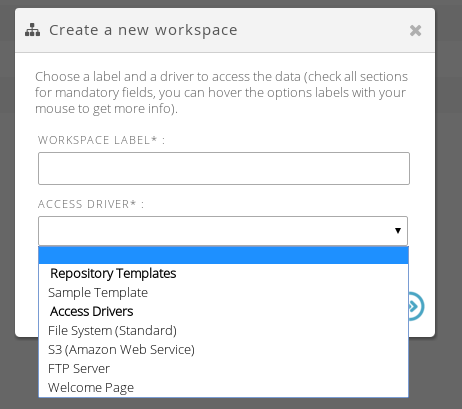 Create a new workspace
Choose a label and a driver to access the data (check all sections
for mandatory fields, you can hover the options labels with your
mouse to get more info).
WORKSPACE LABEL* :
ACCESS DRIVER* :
Repository Templates
Sample Template
Access Drivers
File System (Standard)
S3 (Amazon Web Service)
FTP Server
Welcome Page